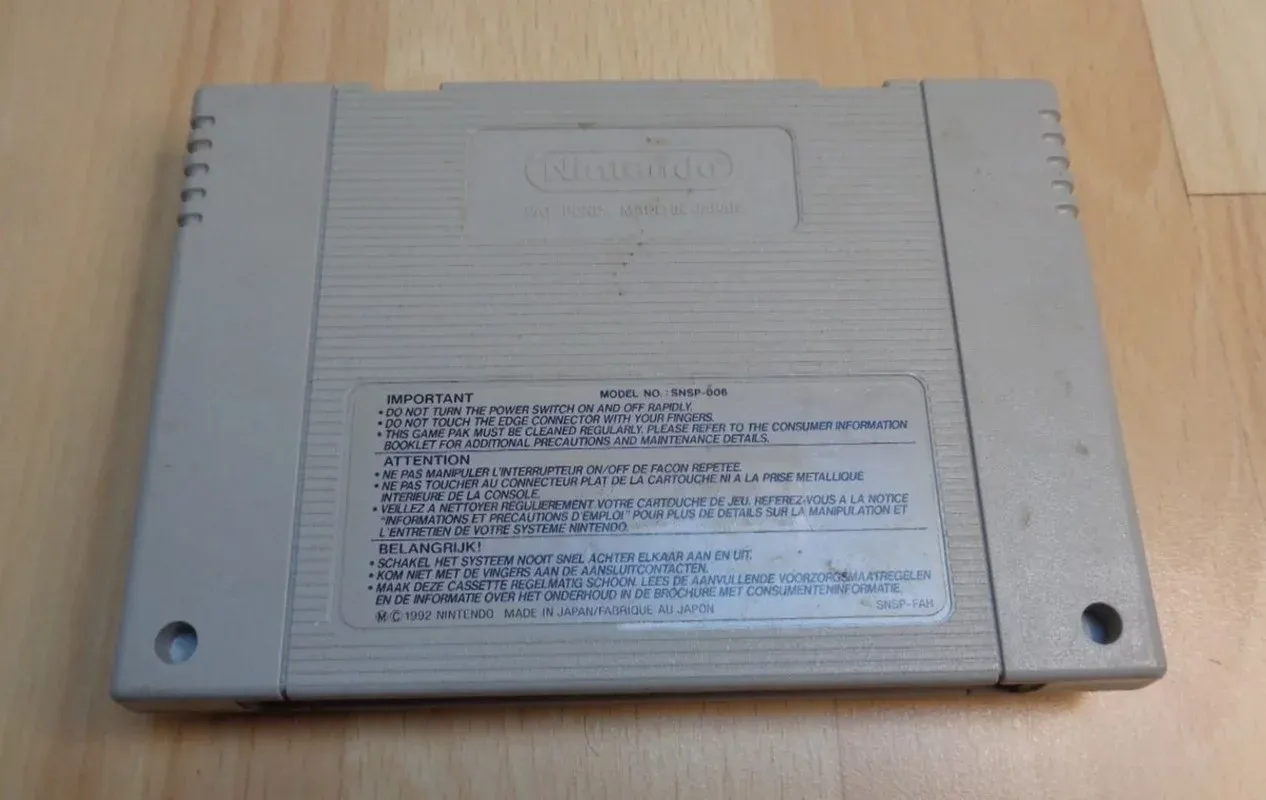 Nintendo
PAT. PEND. MADE IN JAPAN
IMPORTANT MODEL NO. : SNSP-006
• DO NOT TURN THE POWER SWITCH ON AND OFF RAPIDLY.
• DO NOT TOUCH THE EDGE CONNECTOR WITH YOUR FINGERS.
• THIS GAME PAK MUST BE CLEANED REGULARLY. PLEASE REFER TO THE CONSUMER INFORMATION
BOOKLET FOR ADDITIONAL PRECAUTIONS AND MAINTENANCE DETAILS.
ATTENTION
• NE PAS MANIPULER L'INTERRUPTEUR ON/OFF DE FACON REPETEE.
• NE PAS TOUCHER AU CONNECTEUR PLAT DE LA CARTOUCHE NI A LA PRISE METALLIQUE
INTERIEURE DE LA CONSOLE.
• VEILLEZ A NETTOYER REGULIEREMENT VOTRE CARTOUCHE DE JEU. REFEREZ-VOUS A LA NOTICE
"INFORMATIONS ET PRECAUTIONS D'EMPLOI" POUR PLUS DE DETAILS SUR LA MANIPULATION ET
L'ENTRETIEN DE VOTRE SYSTEME NINTENDO.
BELANGRIJK!
• SCHAKEL HET SYSTEEM NOOIT SNEL ACHTER ELKAAR AAN EN UIT.
• KOM NIET MET DE VINGERS AAN DE AANSLUITCONTACTEN.
• MAAK DEZE CASSETTE REGELMATIG SCHOON. LEES DE AANVULLENDE VOORZORGSMAATREGELEN
EN DE INFORMATIE OVER HET ONDERHOUD IN DE BROCHURE MET CONSUMENTENINFORMATIE.
Ⓜ © 1992 NINTENDO MADE IN JAPAN/FABRIQUE AU JAPON SNSP-FAH